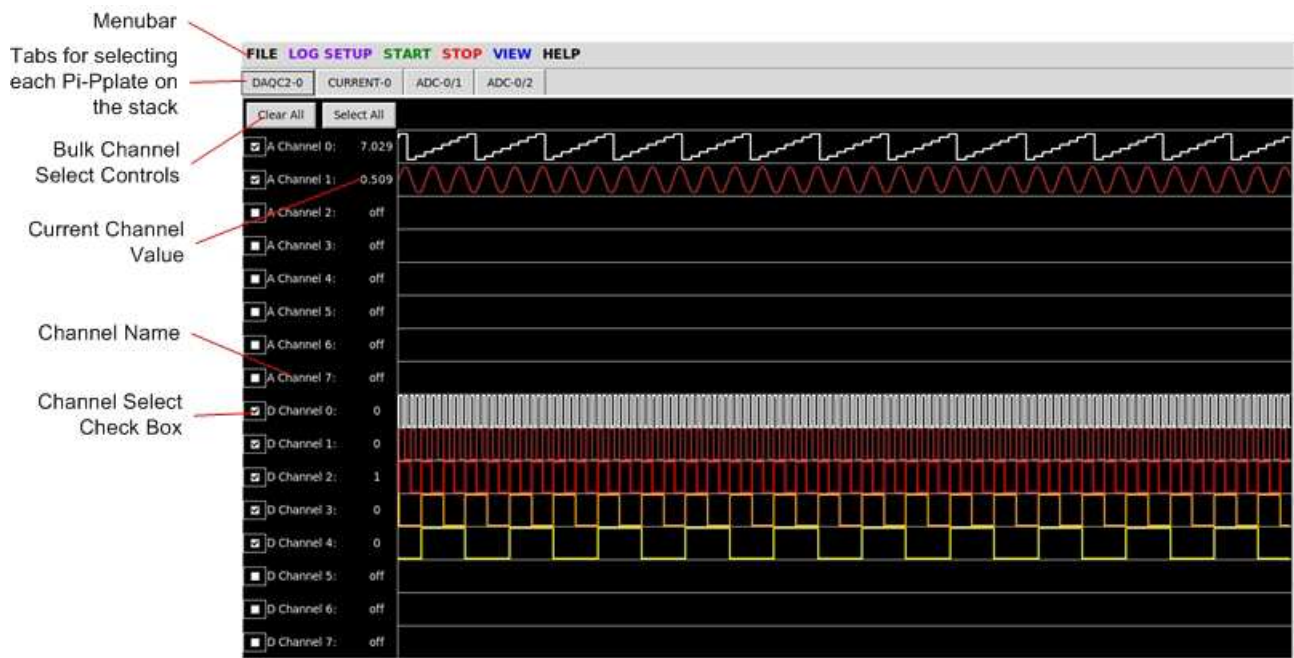 Menubar
Tabs for selecting
each Pi-Pplate on
the stack
Bulk Channel
Select Controls
Current Channel
Value
Channel Name
Channel Select
Check Box
FILE LOG SETUP START STOP VIEW HELP
DAQC2-0 CURRENT-0 ADC-0/1 ADC-0/2
Clear All Select All
A Channel 0: 7.029
A Channel 1: 0.509
A Channel 2: off
A Channel 3: off
A Channel 4: off
A Channel 5: off
A Channel 6: off
A Channel 7: off
D Channel 0: 0
D Channel 1: 0
D Channel 2: 1
D Channel 3: 0
D Channel 4: 0
D Channel 5: off
D Channel 6: off
D Channel 7: off